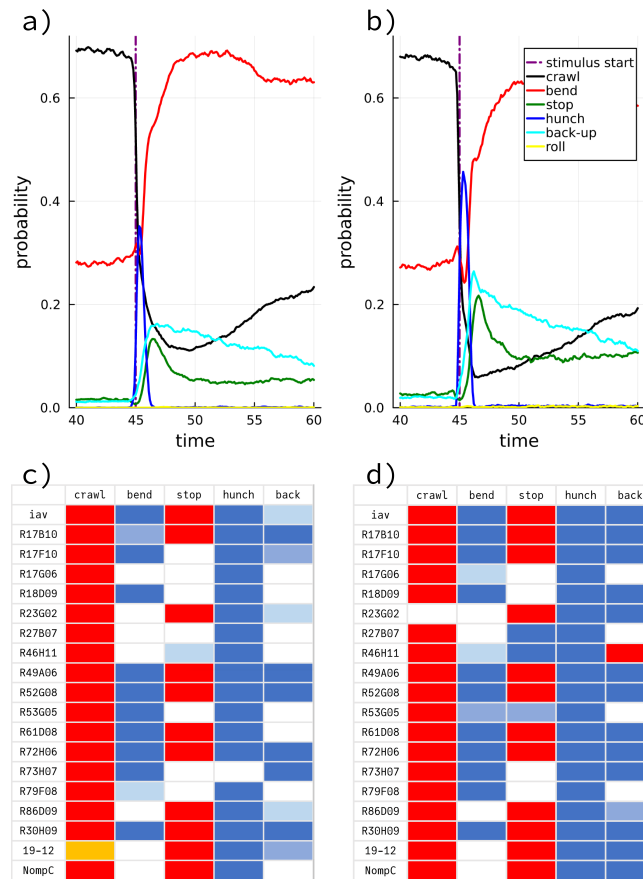 a)
b)
0.6
0.4
0.2
0.0
probability
40
45
50
55
60
time
0.6
0.4
0.2
0.0
probability
40
45
50
55
60
time
stimulus start
crawl
bend
stop
hunch
back-up
roll
c)
d)
crawl bend stop hunch back
iav
R17B10
R17F10
R17G06
R18D09
R23G02
R27B07
R46H11
R49A06
R52G08
R53G05
R61D08
R72H06
R73H07
R79F08
R86D09
R30H09
19-12
NompC
crawl bend stop hunch back
iav
R17B10
R17F10
R17G06
R18D09
R23G02
R27B07
R46H11
R49A06
R52G08
R53G05
R61D08
R72H06
R73H07
R79F08
R86D09
R30H09
19-12
NompC